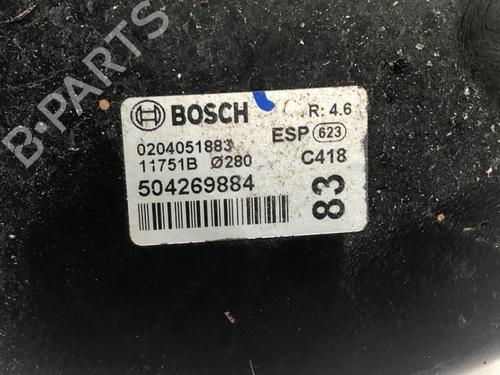 B-PARTS
BOSCH
R: 4.6
0204051883
ESP 623
11751B Ø280
C418
504269884
83